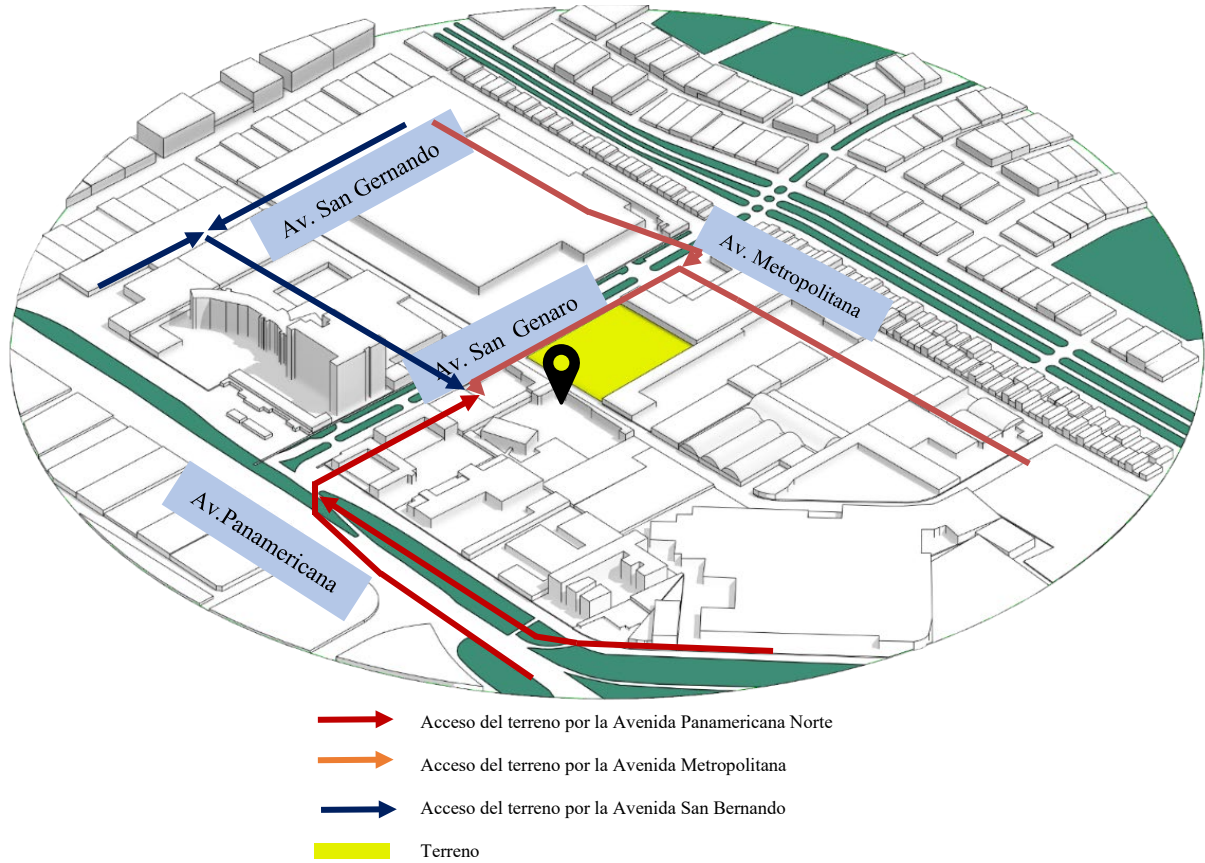 Av. San Gernando
Av. Metropolitana
Av. San Genaro
Av.Panamericana
Acceso del terreno por la Avenida Panamericana Norte
Acceso del terreno por la Avenida Metropolitana
Acceso del terreno por la Avenida San Bernando
Terreno